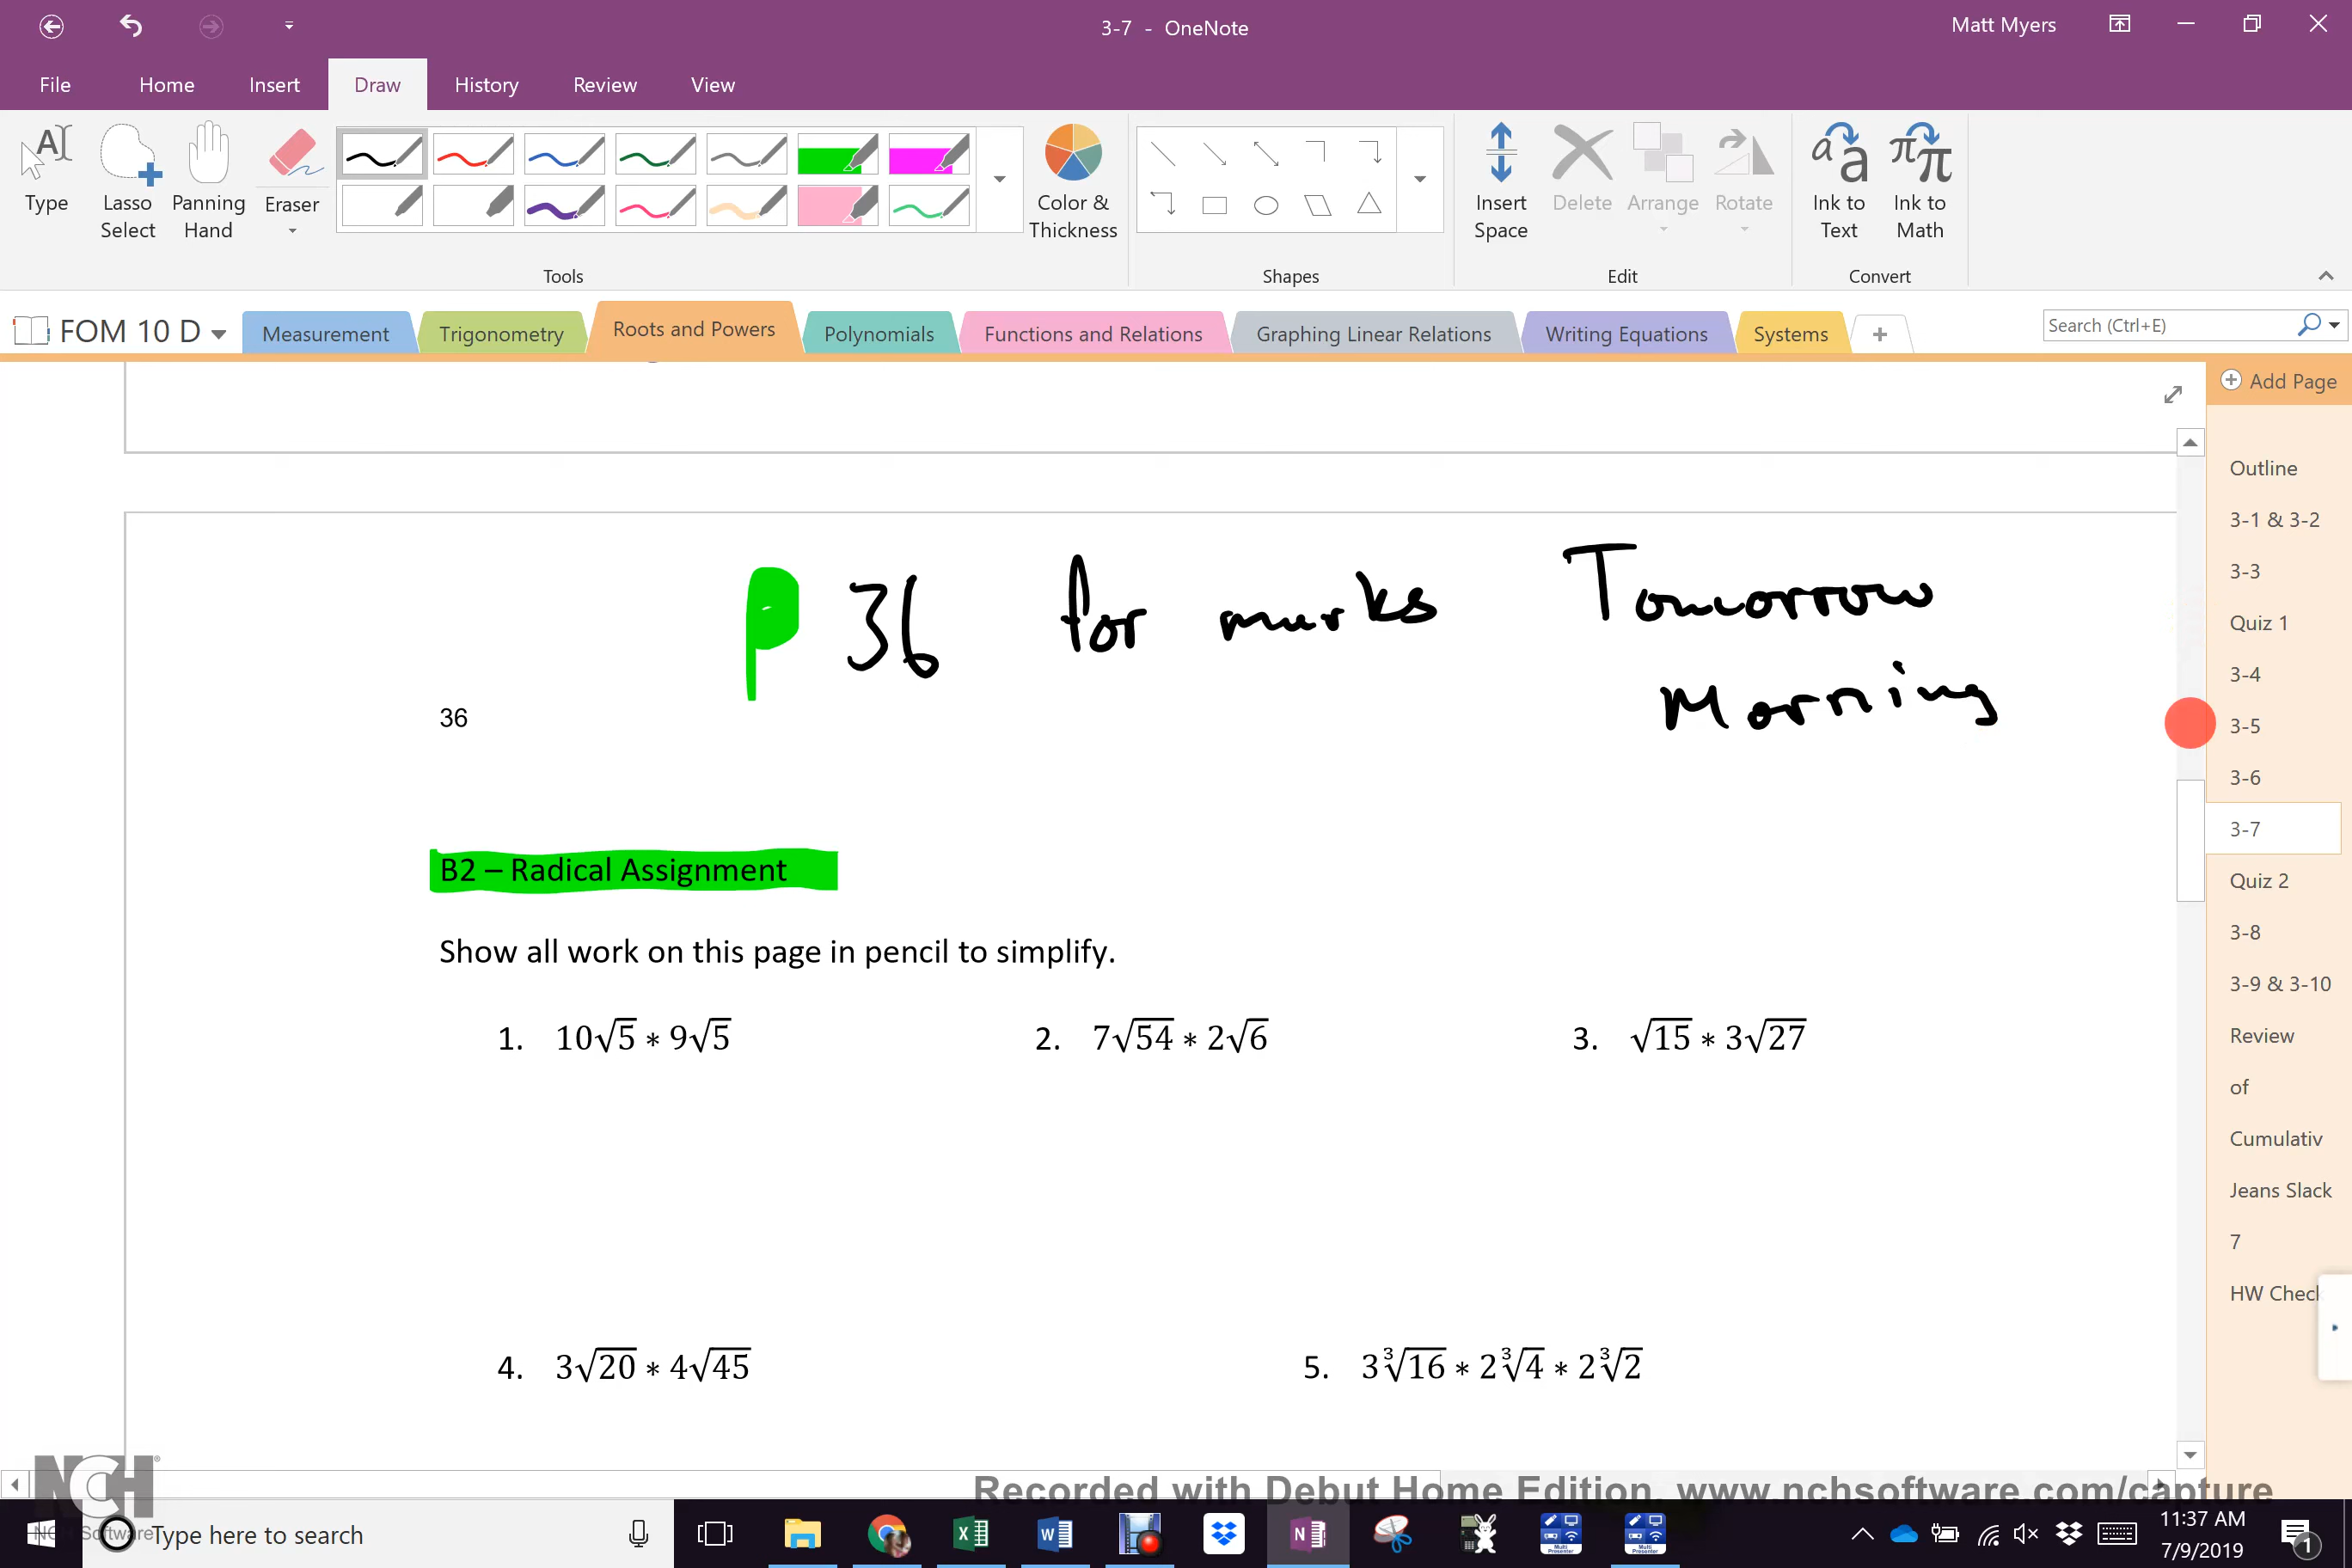 3-7 - OneNote
Matt Myers
File Home Insert Draw History Review View
Type
Lasso Select
Panning Hand
Eraser
Color & Thickness
Insert Space
Delete
Arrange
Rotate
Ink to Text
Ink to Math
Tools
Shapes
Edit
Convert
FOM 10 D
Measurement
Trigonometry
Roots and Powers
Polynomials
Functions and Relations
Graphing Linear Relations
Writing Equations
Systems
Search (Ctrl+E)
Add Page
Outline
3-1 & 3-2
3-3
Quiz 1
3-4
3-5
3-6
3-7
Quiz 2
3-8
3-9 & 3-10
Review
of
Cumulativ
Jeans Slack
7
HW Check
P 36 for marks Tomorrow
Morning
36
B2 – Radical Assignment
Show all work on this page in pencil to simplify.
1. 10√5 * 9√5
2. 7√54 * 2√6
3. √15 * 3√27
4. 3√20 * 4√45
5. 3∛16 * 2∛4 * 2∛2
NCH®
NCH Software
Recorded with Debut Home Edition. www.nchsoftware.com/capture
Type here to search
11:37 AM
7/9/2019
1